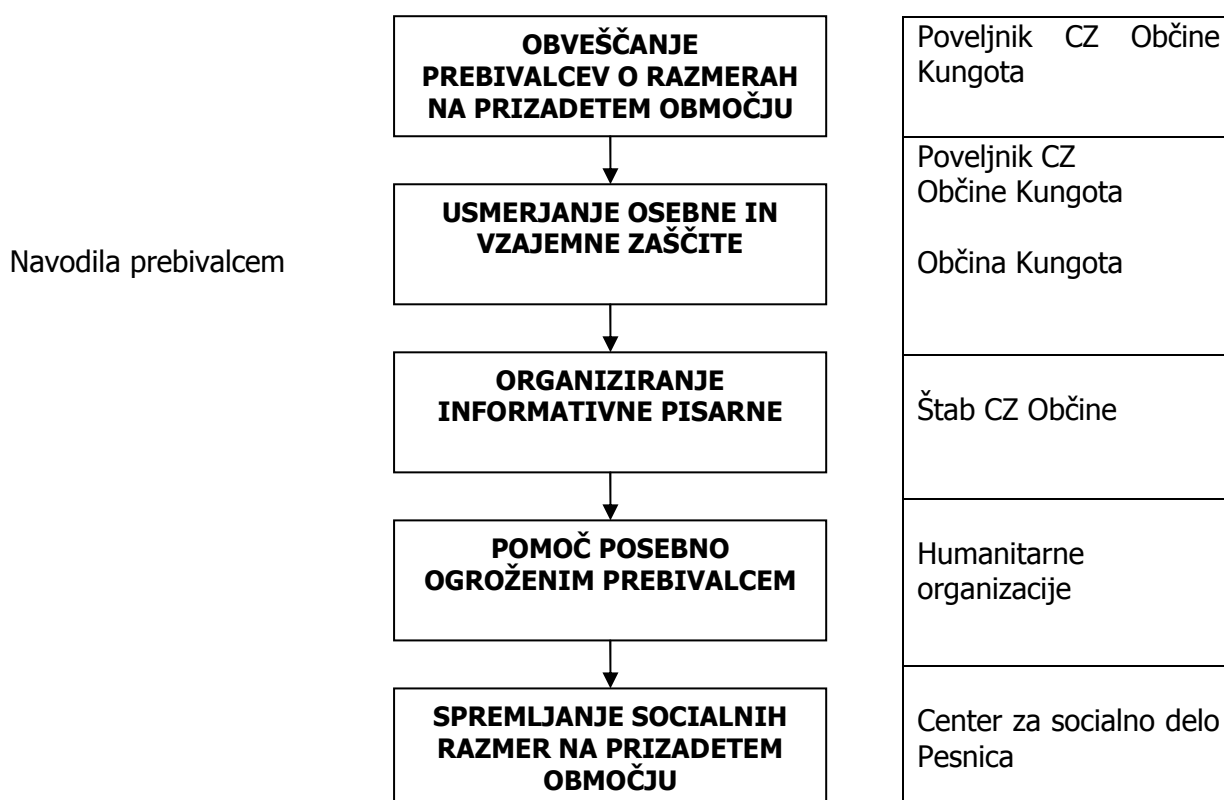 OBVEŠČANJE
PREBIVALCEV O RAZMERAH
NA PRIZADETEM OBMOČJU
Poveljnik CZ Občine
Kungota
Navodila prebivalcem
USMERJANJE OSEBNE IN
VZAJEMNE ZAŠČITE
Poveljnik CZ
Občine Kungota
Občina Kungota
ORGANIZIRANJE
INFORMATIVNE PISARNE
Štab CZ Občine
POMOČ POSEBNO
OGROŽENIM PREBIVALCEM
Humanitarne
organizacije
SPREMLJANJE SOCIALNIH
RAZMER NA PRIZADETEM
OBMOČJU
Center za socialno delo
Pesnica